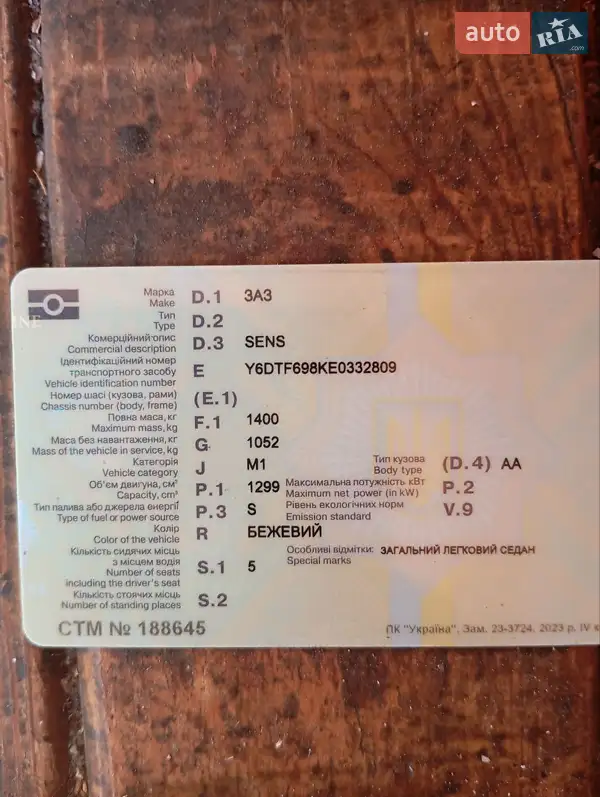 auto RIA .com
Марка
Make D.1 ЗАЗ
Тип
Type D.2
Комерційний опис
Commercial description D.3 SENS
Ідентифікаційний номер
транспортного засобу
Vehicle identification number E Y6DTF698KE0332809
Номер шасі (кузова, рами)
Chassis number (body, frame) (E.1)
Повна маса, кг
Maximum mass, kg F.1 1400
Маса без навантаження, кг
Mass of the vehicle in service, kg G 1052
Категорія
Vehicle category J M1
Тип кузова
Body type (D.4) AA
Об'єм двигуна, см³
Capacity, cm³ P.1 1299
Максимальна потужність кВт
Maximum net power (in kW) P.2
Тип палива або джерела енергії
Type of fuel or power source P.3 S
Рівень екологічних норм
Emission standard V.9
Колір
Color of the vehicle R БЕЖЕВИЙ
Кількість сидячих місць
з місцем водія
Number of seats
including the driver's seat S.1 5
Особливі відмітки: ЗАГАЛЬНИЙ ЛЕГКОВИЙ СЕДАН
Special marks
Кількість стоячих місць
Number of standing places S.2
СТМ № 188645
ПК "Україна", Зам. 23-3724, 2023 р. IV к